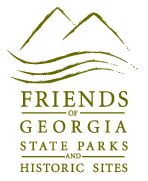 FRIENDS
OF
GEORGIA
STATE PARKS
AND
HISTORIC SITES